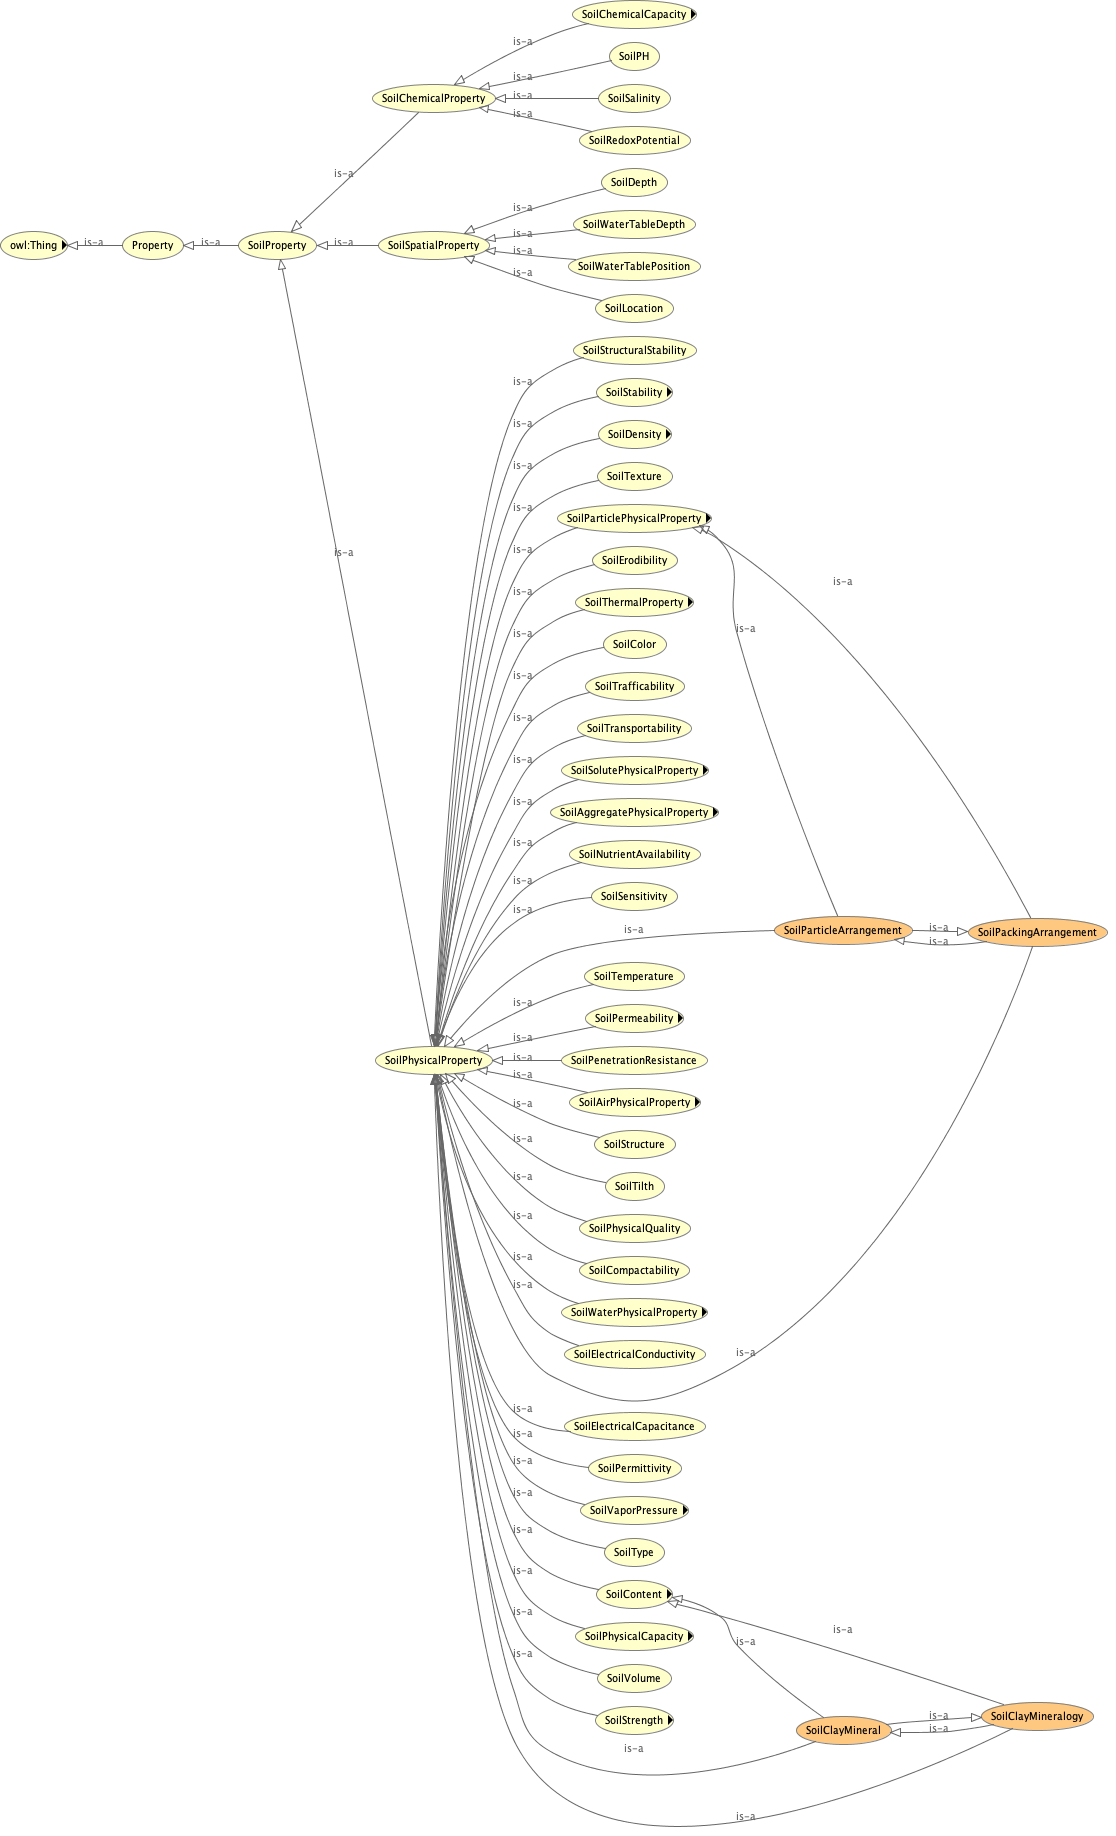 SoilChemicalCapacity
is-a
SoilPH
is-a
SoilChemicalProperty
is-a
SoilSalinity
is-a
SoilRedoxPotential
is-a
SoilDepth
is-a
SoilWaterTableDepth
is-a
owl:Thing
is-a
Property
is-a
SoilProperty
is-a
SoilSpatialProperty
is-a
SoilWaterTablePosition
is-a
SoilLocation
SoilStructuralStability
is-a
SoilStability
is-a
SoilDensity
is-a
SoilTexture
is-a
SoilParticlePhysicalProperty
is-a
is-a
SoilErodibility
is-a
is-a
SoilThermalProperty
is-a
is-a
SoilColor
is-a
SoilTrafficability
is-a
SoilTransportability
is-a
SoilSolutePhysicalProperty
is-a
SoilAggregatePhysicalProperty
is-a
SoilNutrientAvailability
is-a
SoilSensitivity
is-a
is-a
SoilParticleArrangement
is-a
is-a
SoilPackingArrangement
SoilTemperature
is-a
SoilPermeability
is-a
SoilPhysicalProperty
is-a
SoilPenetrationResistance
is-a
SoilAirPhysicalProperty
is-a
SoilStructure
is-a
SoilTilth
is-a
SoilPhysicalQuality
is-a
SoilCompactability
is-a
SoilWaterPhysicalProperty
is-a
SoilElectricalConductivity
is-a
is-a
SoilElectricalCapacitance
is-a
SoilPermittivity
is-a
SoilVaporPressure
is-a
SoilType
is-a
SoilContent
is-a
SoilPhysicalCapacity
is-a
is-a
is-a
SoilVolume
is-a
SoilStrength
SoilClayMineral
is-a
is-a
SoilClayMineralogy
is-a
is-a